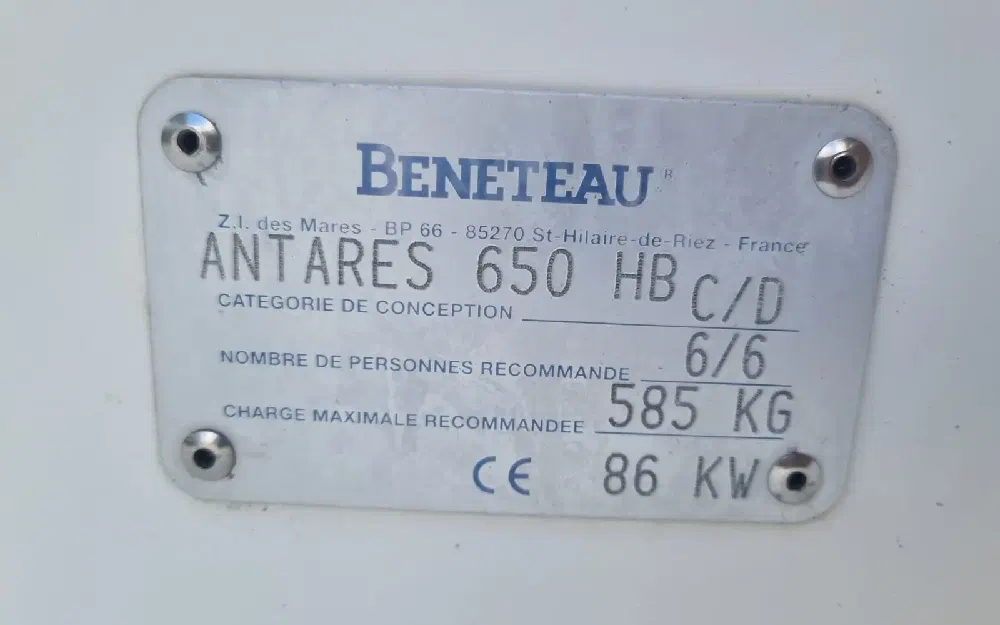 BENETEAU®
Z.I. des Mares - BP 66 - 85270 St-Hilaire-de-Riez - France
ANTARES 650 HB
CATEGORIE DE CONCEPTION C/D
NOMBRE DE PERSONNES RECOMMANDE 6/6
CHARGE MAXIMALE RECOMMANDEE 585 KG
CE 86 KW